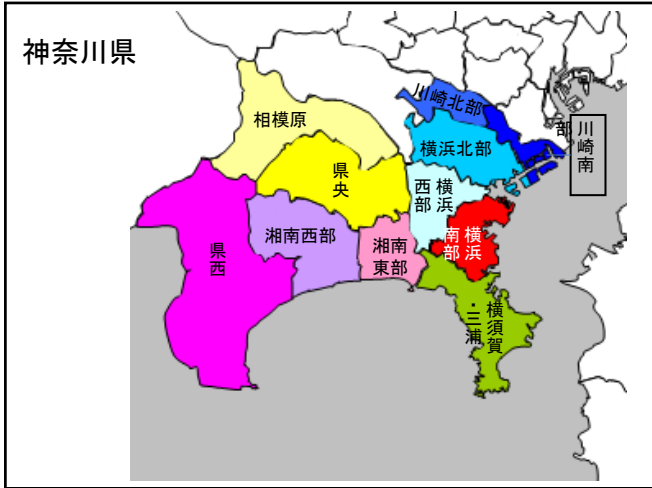 神奈川県
川崎北部
相模原
川崎南部
横浜北部
県央
横浜西部
湘南西部
県西
湘南東部
横浜南部
横須賀・三浦